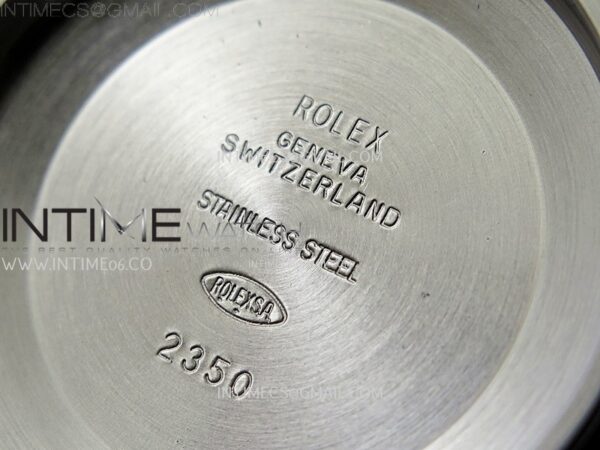 INTIMECS@GMAIL.COM
ROLEX
GENEVA
SWITZERLAND
INTIME
STAINLESS STEEL
WWW.INTIME06.CO
ROLEXSA
2350
INTIMECS@GMAIL.COM